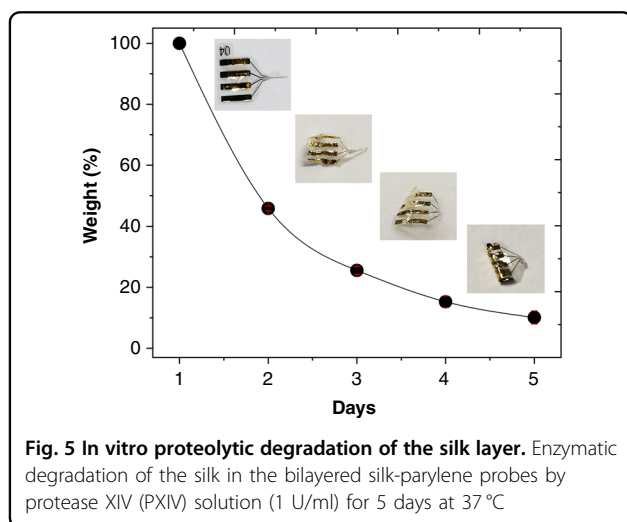 100
80
60
40
20
0
Weight (%)
04
1 2 3 4 5
Days
Fig. 5 In vitro proteolytic degradation of the silk layer. Enzymatic
degradation of the silk in the bilayered silk-parylene probes by
protease XIV (PXIV) solution (1 U/ml) for 5 days at 37 °C